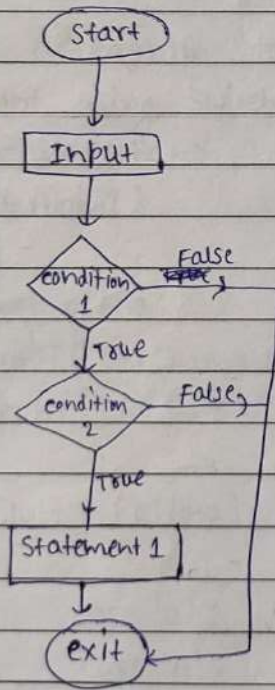 Start
Input
False
condition
1
True
condition
2
False
True
Statement 1
exit